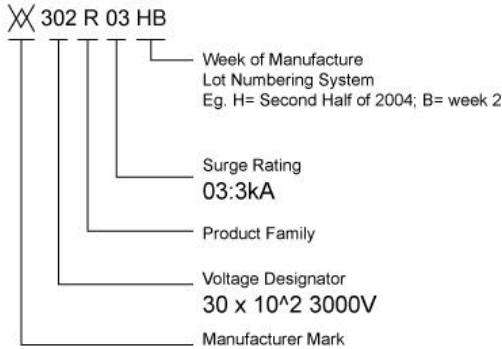 302 R 03 HB
Week of Manufacture
Lot Numbering System
Eg. H= Second Half of 2004; B= week 2
Surge Rating
03:3kA
Product Family
Voltage Designator
30 x 10^2 3000V
Manufacturer Mark